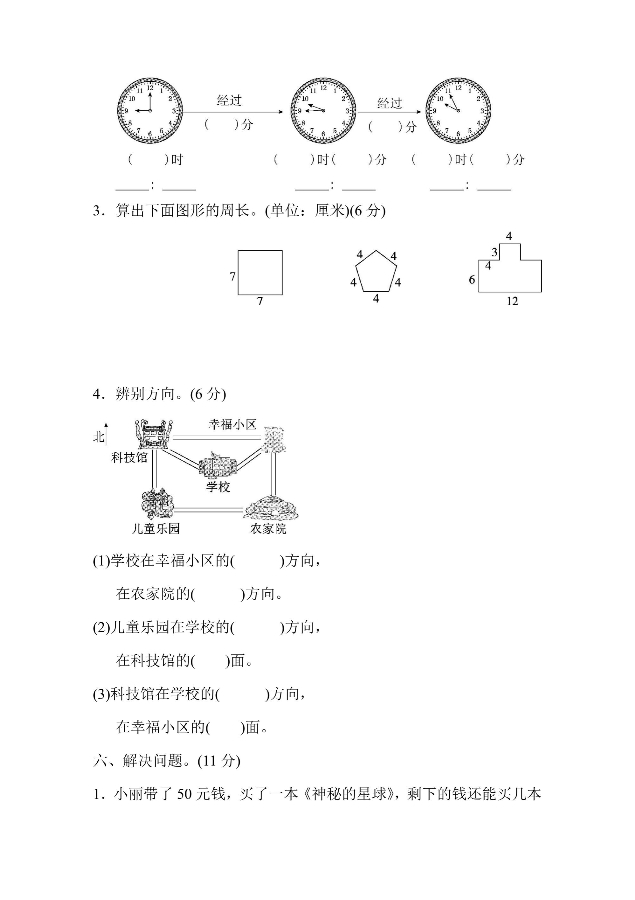 经过 经过
( )分 ( )分
( )时 ( )时( )分 ( )时( )分
_____：_____ _____：_____ _____：_____
3．算出下面图形的周长。(单位：厘米)(6 分)
4
4 4 3
7 4 4 4 6
7 4 12
4．辨别方向。(6 分)
幸福小区
北
科技馆
学校
儿童乐园 农家院
(1)学校在幸福小区的( )方向，
在农家院的( )方向。
(2)儿童乐园在学校的( )方向，
在科技馆的( )面。
(3)科技馆在学校的( )方向，
在幸福小区的( )面。
六、解决问题。(11 分)
1．小丽带了 50 元钱，买了一本《神秘的星球》，剩下的钱还能买几本